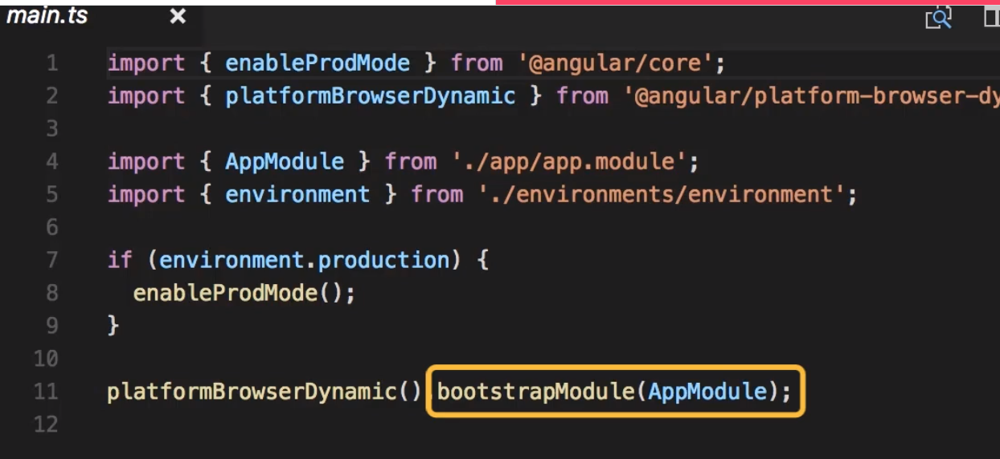 main.ts
1 import { enableProdMode } from '@angular/core';
2 import { platformBrowserDynamic } from '@angular/platform-browser-dy
3
4 import { AppModule } from './app/app.module';
5 import { environment } from './environments/environment';
6
7 if (environment.production) {
8 enableProdMode();
9 }
10
11 platformBrowserDynamic() bootstrapModule(AppModule);
12